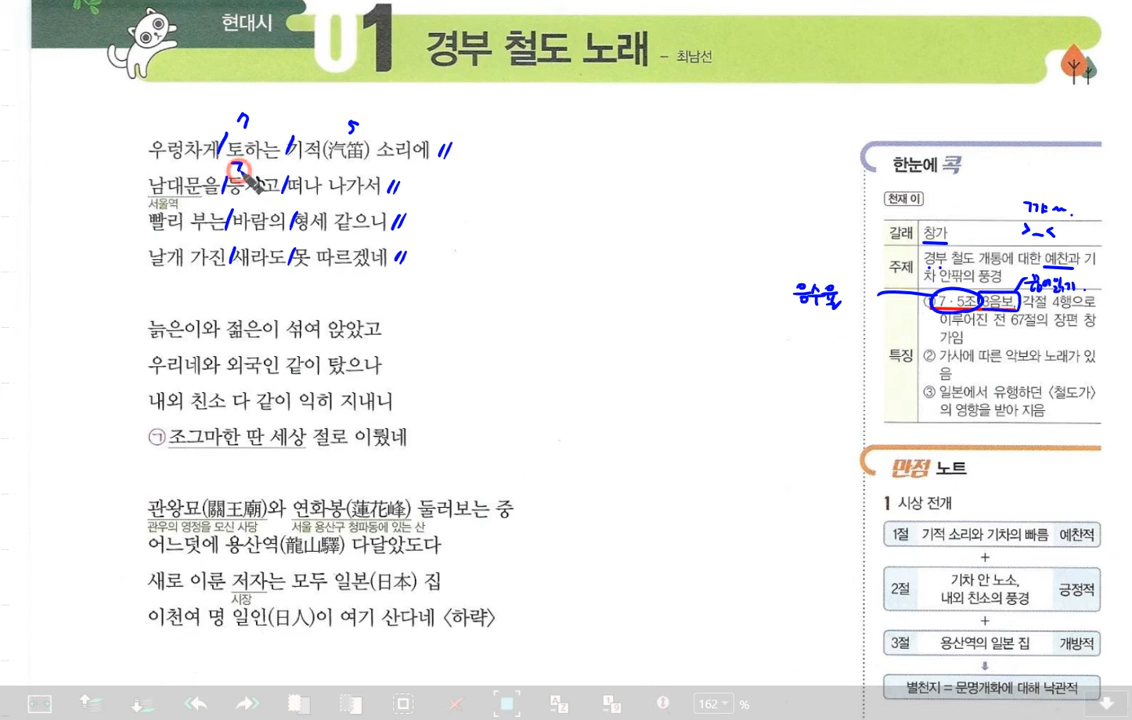 현대시
01 경부 철도 노래 - 최남선
7 5
우렁차게 토하는 기적(汽笛) 소리에
남대문을 등지고 떠나 나가서
서울역
빨리 부는 바람의 형세 같으니
날개 가진 새라도 못 따르겠네
늙은이와 젊은이 섞여 앉았고
우리네와 외국인 같이 탔으나
내외 친소 다 같이 익히 지내니
㉠ 조그마한 딴 세상 절로 이뤘네
관왕묘(關王廟)와 연화봉(蓮花峰) 둘러보는 중
관우의 영정을 모신 사당 서울 용산구 청파동에 있는 산
어느덧에 용산역(龍山驛) 다달았도다
새로 이룬 저자는 모두 일본(日本) 집
시장
이천여 명 일인(日人)이 여기 산다네 〈하략〉
한눈에 콕
천재 이
갈래 창가
주제 경부 철도 개통에 대한 예찬과 기
차 안팎의 풍경
끊어 읽기
음수율
특징
① 7·5조, 3음보, 각절 4행으로
이루어진 전 67절의 장편 창
가임
② 가사에 따른 악보와 노래가 있
음
③ 일본에서 유행하던 〈철도가〉
의 영향을 받아 지음
만점 노트
1 시상 전개
1절 기적 소리와 기차의 빠름 예찬적
+
2절 기차 안 노소, 내외 친소의 풍경 긍정적
+
3절 용산역의 일본 집 개방적
별천지 = 문명개화에 대해 낙관적
162 %